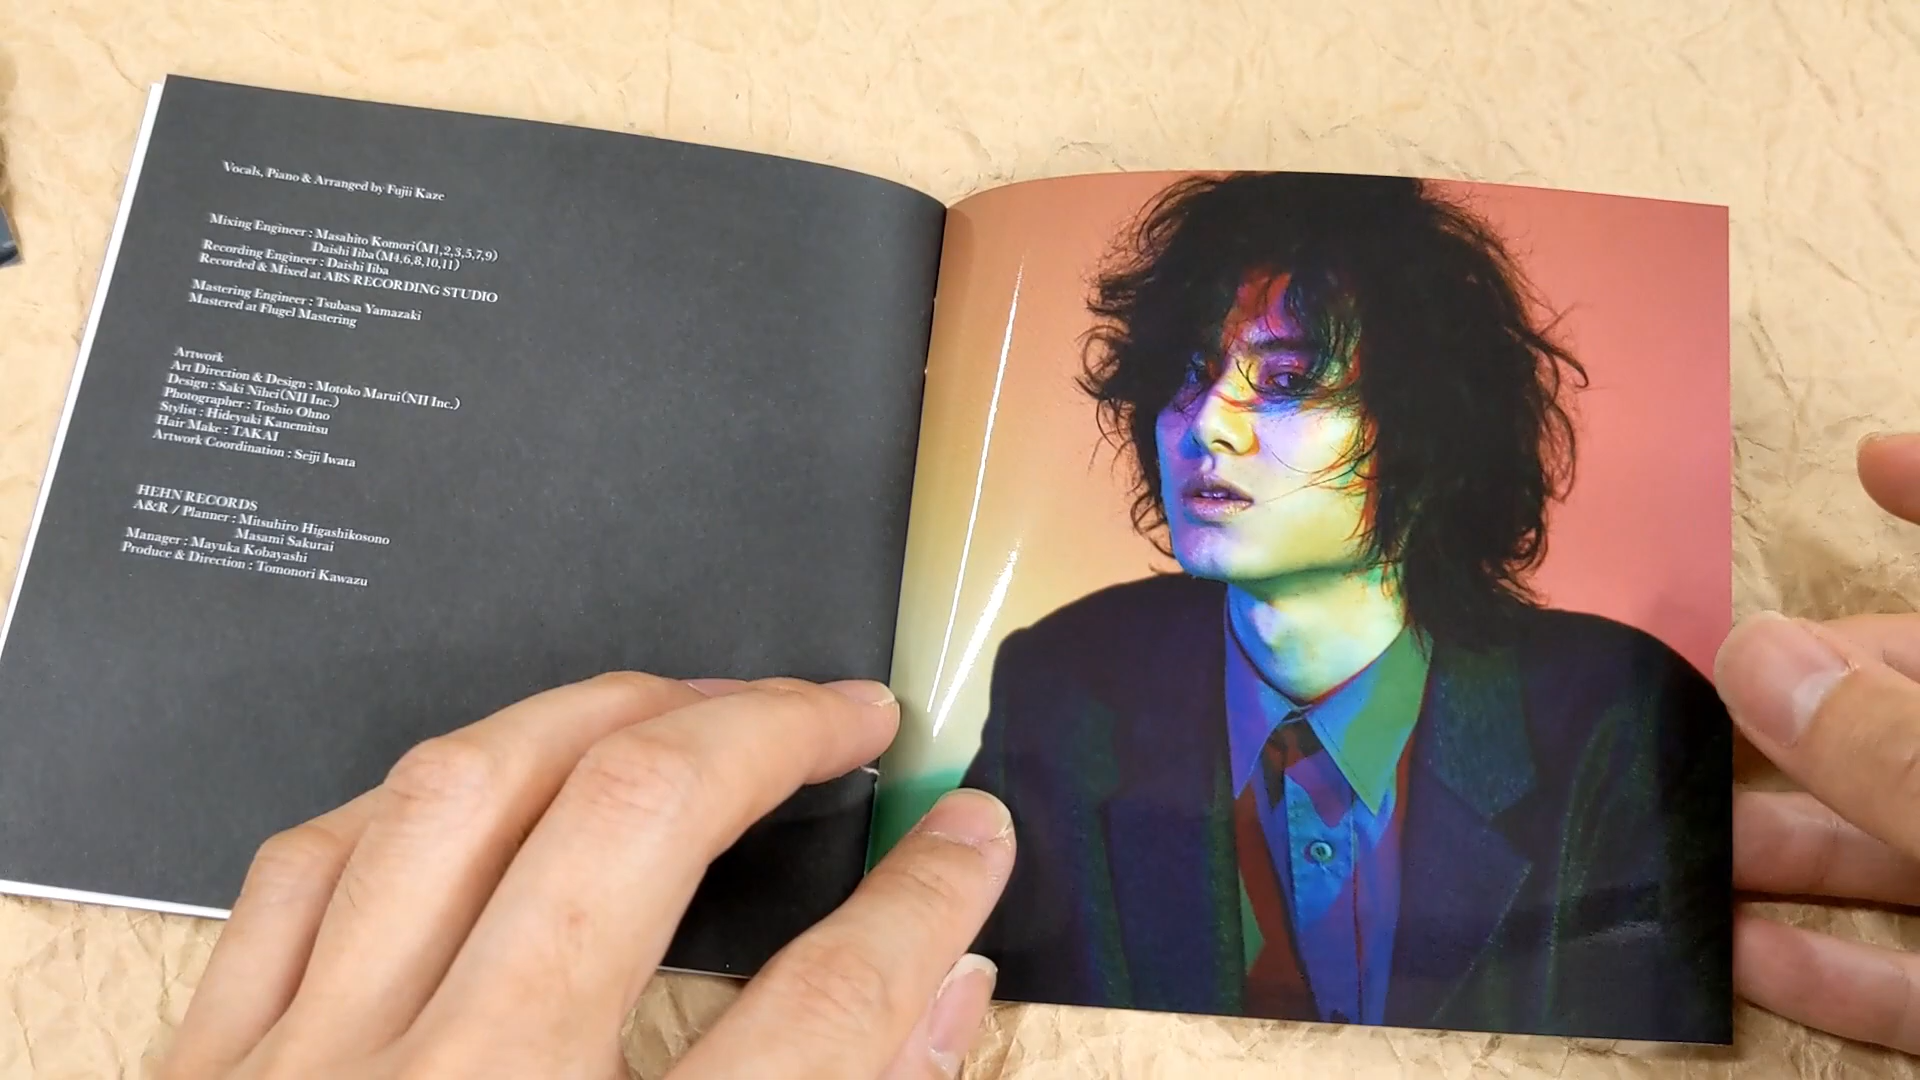 Vocals, Piano & Arranged by Fujii Kaze
Mixing Engineer : Masahito Komori(M1,2,3,5,7,9)
Daishi Iiba(M4,6,8,10,11)
Recording Engineer : Daishi Iiba
Recorded & Mixed at ABS RECORDING STUDIO
Mastering Engineer : Tsubasa Yamazaki
Mastered at Flugel Mastering
Artwork
Art Direction & Design : Motoko Marui(NII Inc.)
Design : Saki Nihei(NII Inc.)
Photographer : Toshio Ohno
Stylist : Hideyuki Kanemitsu
Hair Make : TAKAI
Artwork Coordination : Seiji Iwata
HEHN RECORDS
A&R / Planner : Mitsuhiro Higashikosono
Masami Sakurai
Manager : Mayuka Kobayashi
Produce & Direction : Tomonori Kawazu